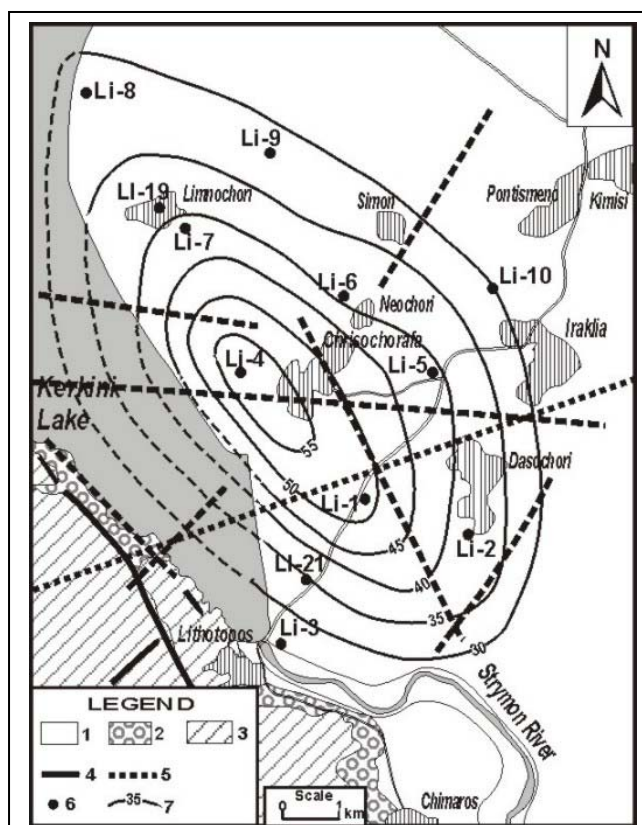 N
Li-8
Li-9
Li-19
Limnochori
Li-7
Simon
Pontismeno
Kimisi
Li-6
Neochori
Li-10
Chrisochorafa
Iraklia
Li-4
Li-5
Kerkini
Lake
55
Dasochori
50
Li-1
Li-2
45
Li-21
40
35
30
Lithotopos
Li-3
Strymon River
LEGEND
1 2 3
4 5
6 35 7
Scale
0 1
km
Chimaros